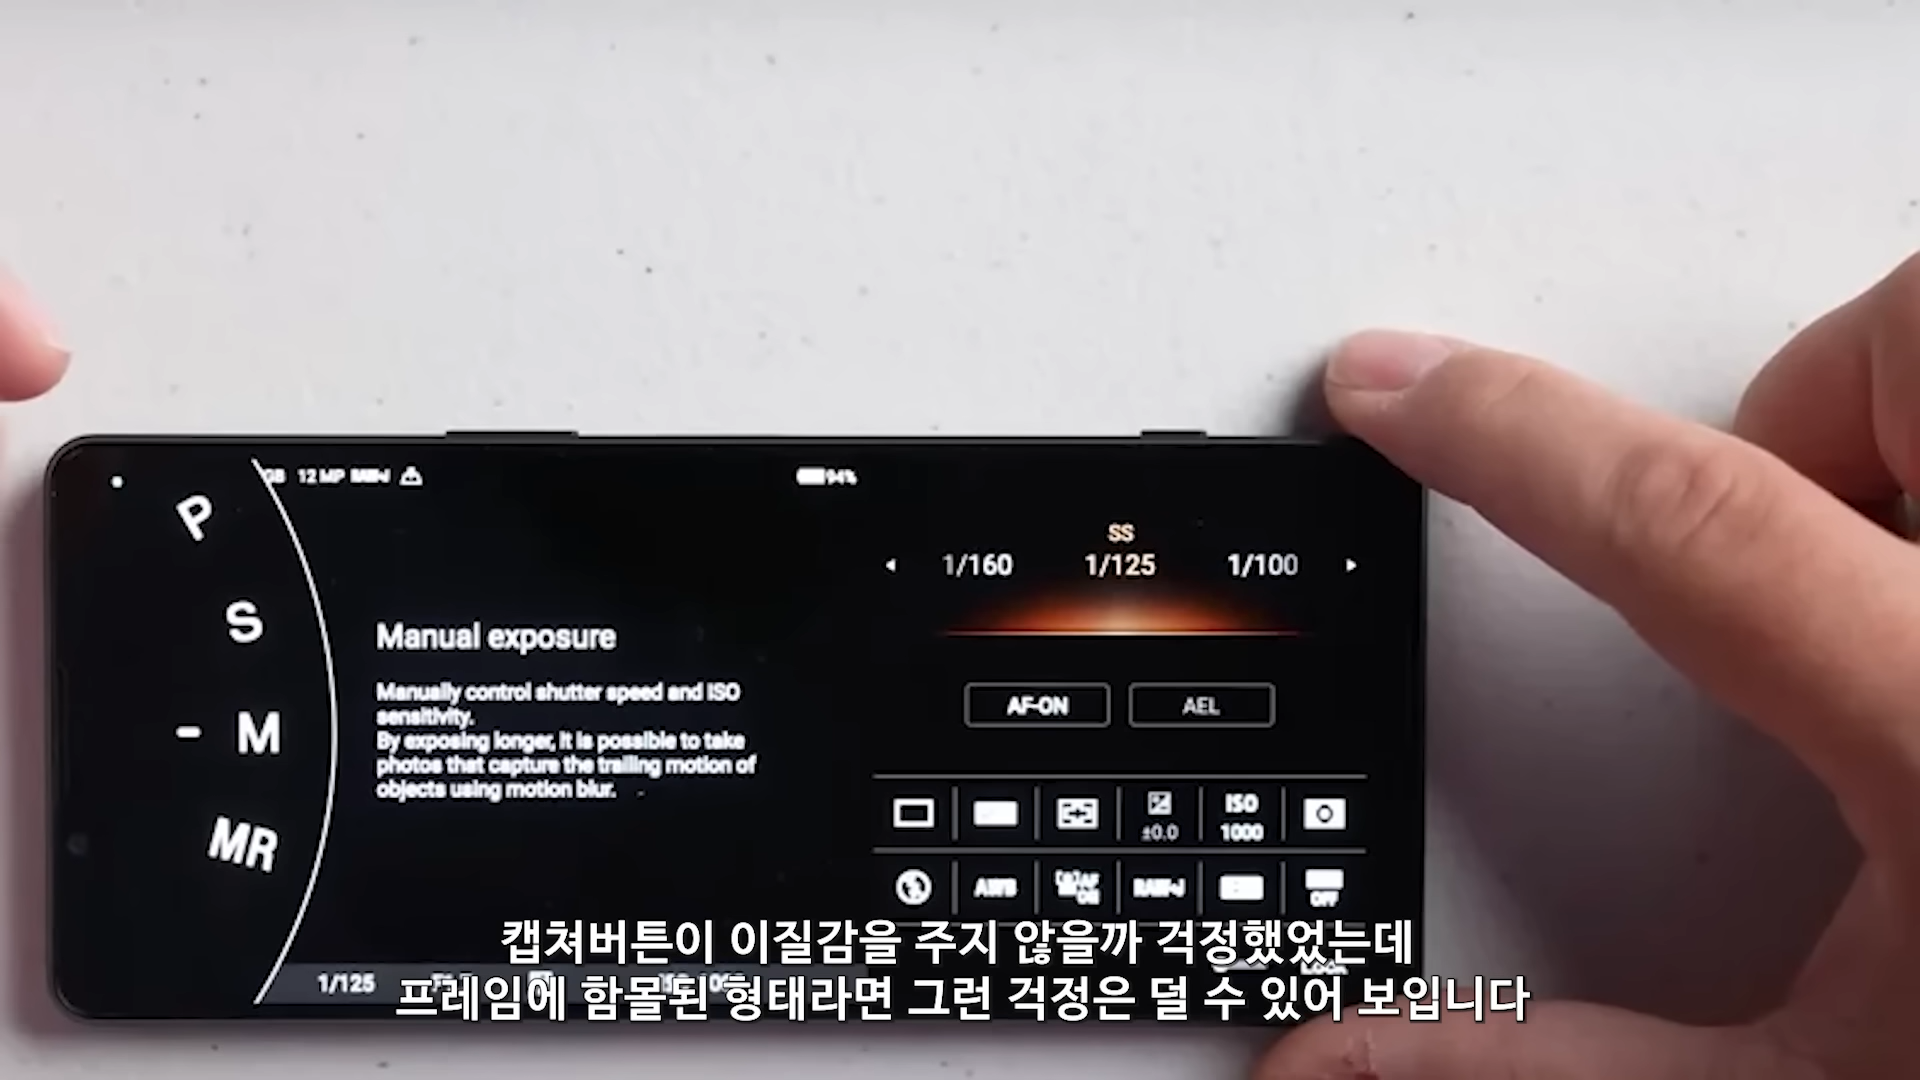 12 MP
94%
P
S
- M
MR
Manual exposure
Manually control shutter speed and ISO
sensitivity.
By exposing longer, it is possible to take
photos that capture the trailing motion of
objects using motion blur.
SS
1/160 1/125 1/100
AF-ON AEL
±0.0 ISO 1000
AWB AF ON RAW+J OFF
1/125
캡쳐버튼이 이질감을 주지 않을까 걱정했었는데
프레임에 함몰된 형태라면 그런 걱정은 덜 수 있어 보입니다